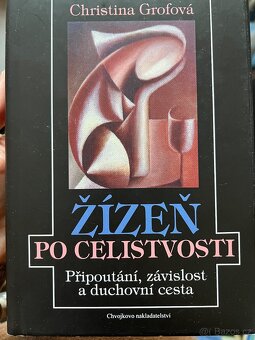 Christina Grofová
ŽÍZEŇ
PO CELISTVOSTI
Připoutání, závislost
a duchovní cesta
Chvojkovo nakladatelství